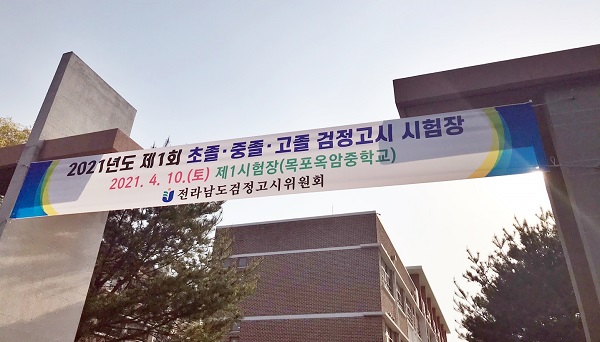 2021년도 제1회 초졸·중졸·고졸 검정고시 시험장
2021. 4. 10.(토) 제1시험장(목포옥암중학교)
전라남도검정고시위원회